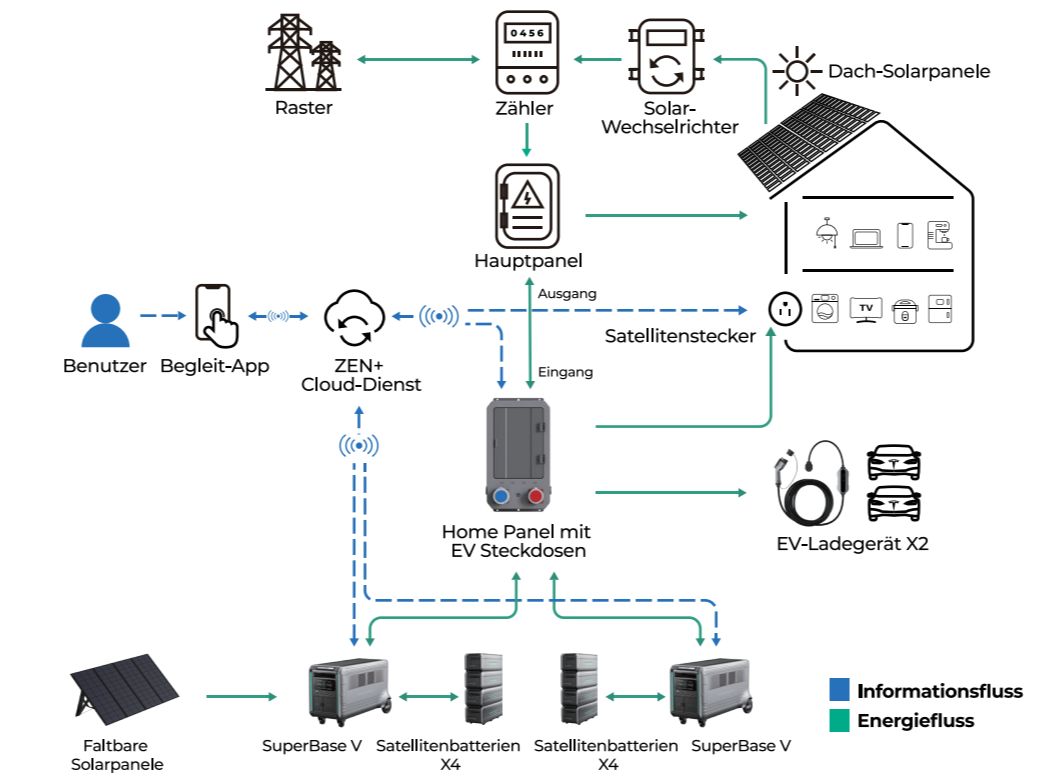 0456
Raster
Zähler
Solar-
Wechselrichter
Dach-Solarpanele
Hauptpanel
Ausgang
Satellitenstecker
TV
Benutzer
Begleit-App
ZEN+
Cloud-Dienst
Eingang
Home Panel mit
EV Steckdosen
EV-Ladegerät X2
Faltbare
Solarpanele
SuperBase V
Satellitenbatterien
X4
Satellitenbatterien
X4
SuperBase V
Informationsfluss
Energiefluss